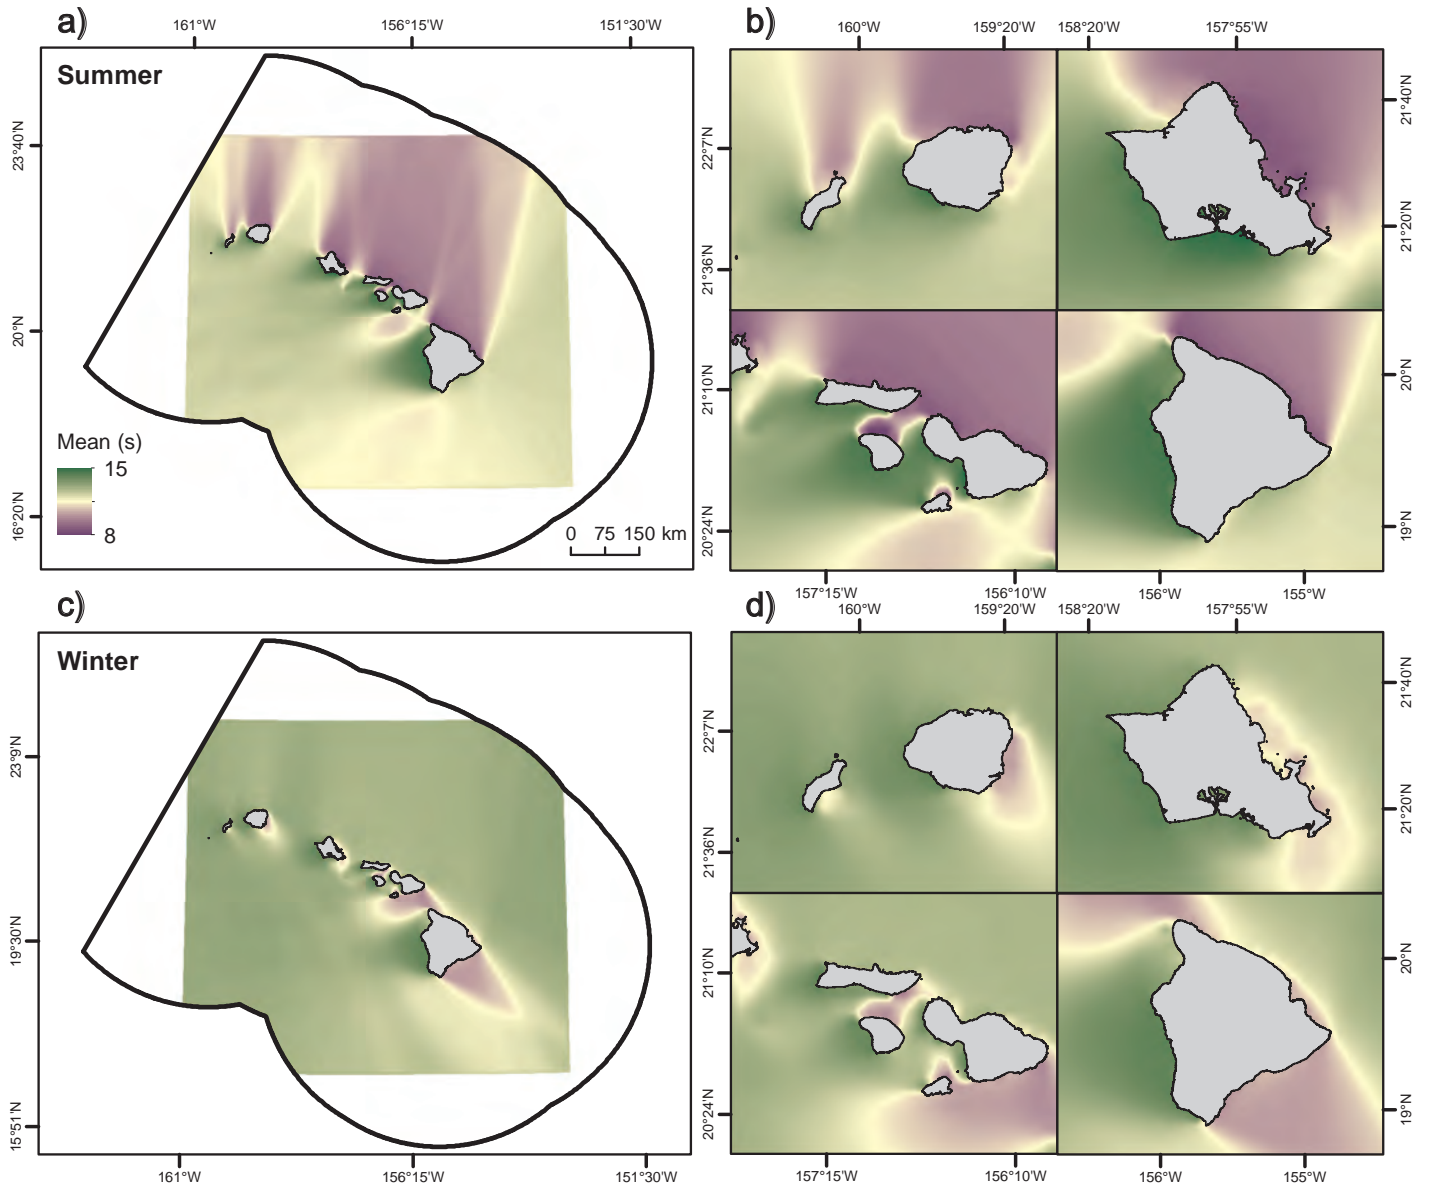 a)
161°W
156°15'W
151°30'W
Summer
23°40'N
20°N
16°20'N
Mean (s)
15
8
0 75 150 km
b)
160°W
159°20'W
158°20'W
157°55'W
22°7'N
21°36'N
21°40'N
21°20'N
21°10'N
20°24'N
20°N
19°N
157°15'W
156°10'W
156°W
155°W
c)
Winter
23°9'N
19°30'N
15°51'N
161°W
156°15'W
151°30'W
d)
160°W
159°20'W
158°20'W
157°55'W
22°7'N
21°36'N
21°40'N
21°20'N
21°10'N
20°24'N
20°N
19°N
157°15'W
156°10'W
156°W
155°W